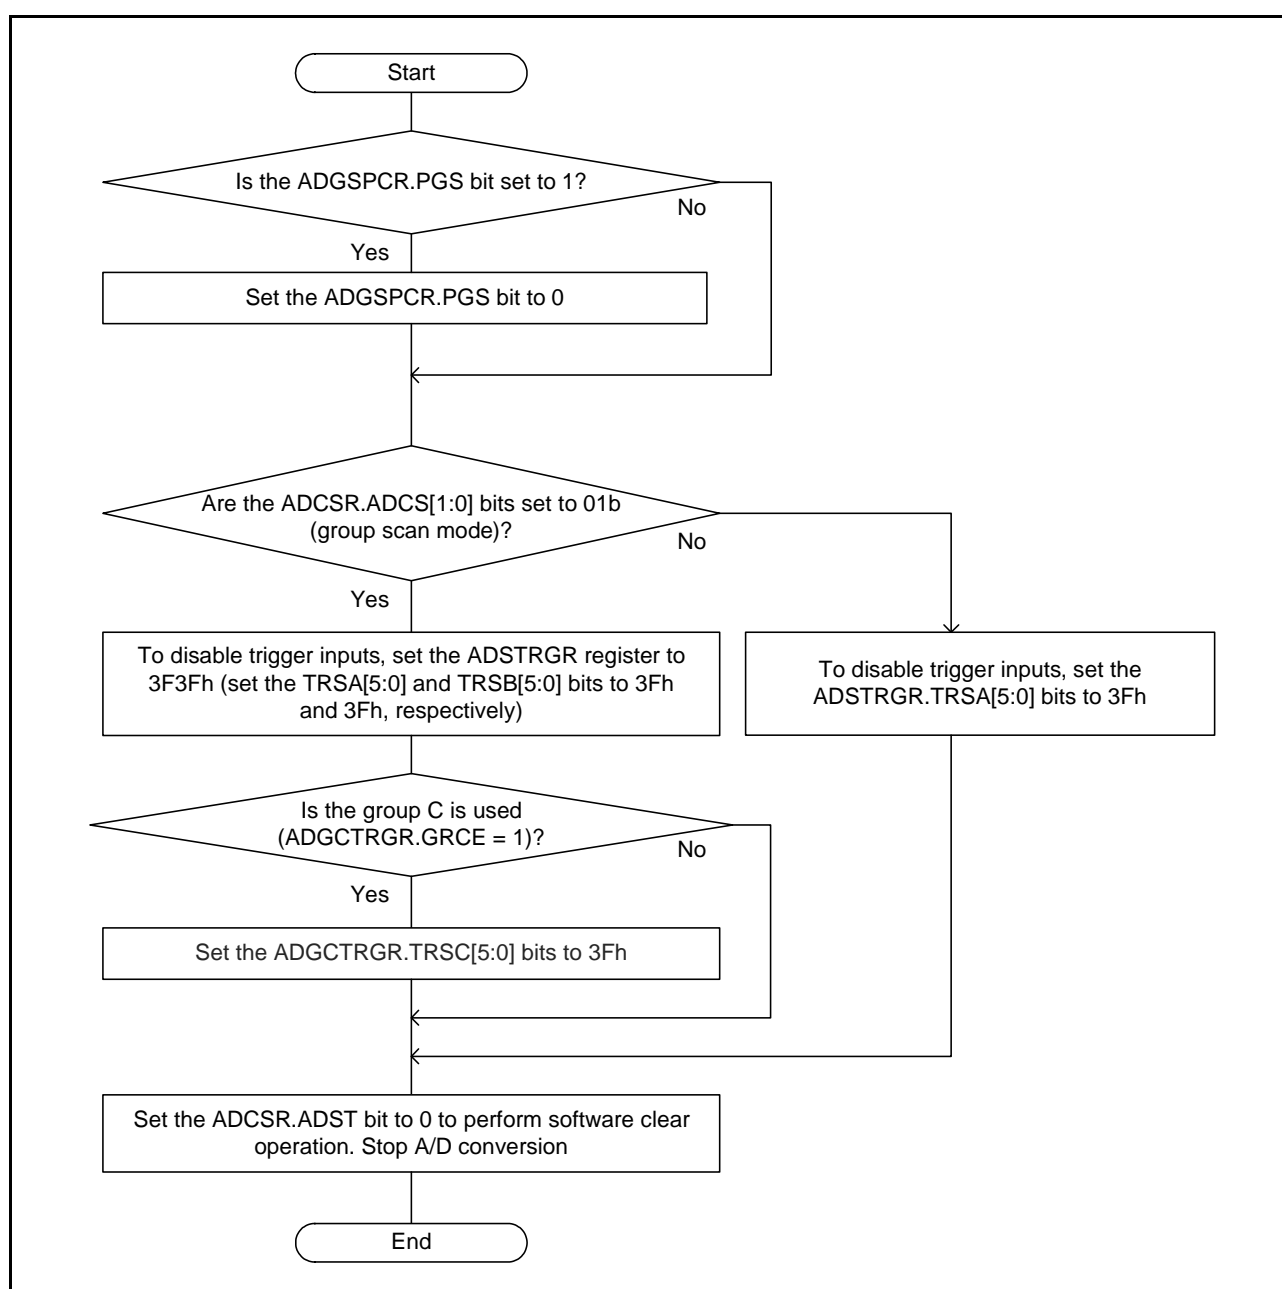 Start
Is the ADGSPCR.PGS bit set to 1?
No
Yes
Set the ADGSPCR.PGS bit to 0
Are the ADCSR.ADCS[1:0] bits set to 01b
(group scan mode)?
No
Yes
To disable trigger inputs, set the ADSTRGR register to
3F3Fh (set the TRSA[5:0] and TRSB[5:0] bits to 3Fh
and 3Fh, respectively)
To disable trigger inputs, set the
ADSTRGR.TRSA[5:0] bits to 3Fh
Is the group C is used
(ADGCTRGR.GRCE = 1)?
No
Yes
Set the ADGCTRGR.TRSC[5:0] bits to 3Fh
Set the ADCSR.ADST bit to 0 to perform software clear
operation. Stop A/D conversion
End